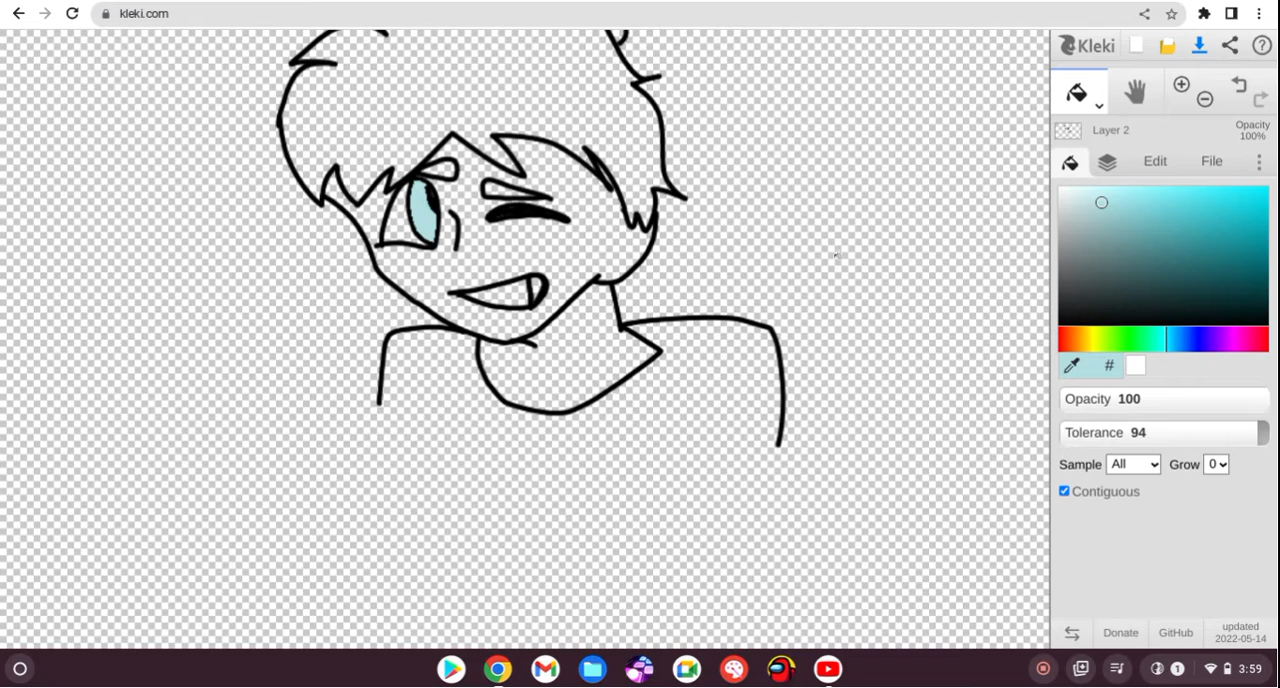 kleki.com
Kleki
Layer 2
Opacity
100%
Edit File
#
Opacity 100
Tolerance 94
Sample All Grow 0
Contiguous
Donate GitHub updated
2022-05-14
1 3:59